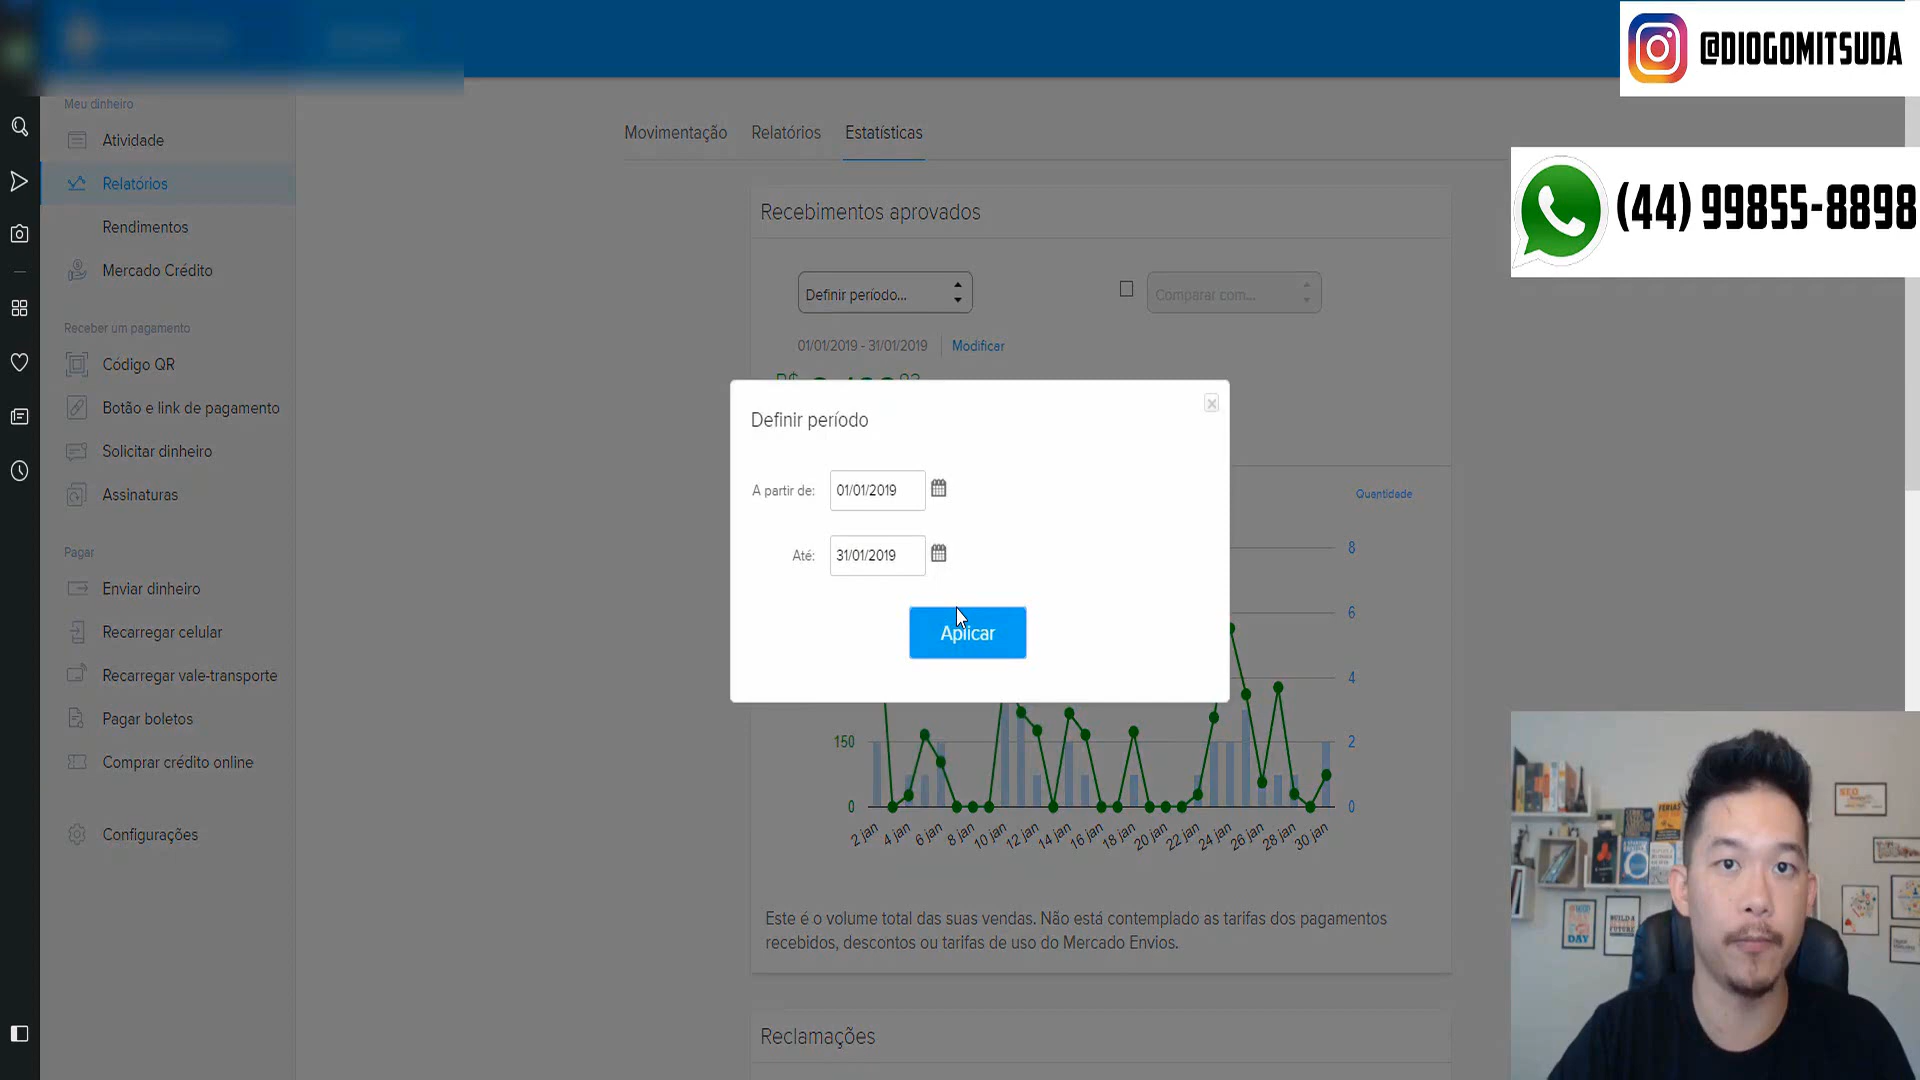 @DIOGOMITSUDA
(44) 99855-8898
Meu dinheiro
Atividade
Relatórios
Rendimentos
Mercado Crédito
Receber um pagamento
Código QR
Botão e link de pagamento
Solicitar dinheiro
Assinaturas
Pagar
Enviar dinheiro
Recarregar celular
Recarregar vale-transporte
Pagar boletos
Comprar crédito online
Configurações
Movimentação Relatórios Estatísticas
Recebimentos aprovados
Definir período...
Comparar com...
01/01/2019 - 31/01/2019 Modificar
R$
Definir período
A partir de: 01/01/2019
Até: 31/01/2019
Aplicar
Quantidade
8
6
4
150 2
0 0
2 jan 4 jan 6 jan 8 jan 10 jan 12 jan 14 jan 16 jan 18 jan 20 jan 22 jan 24 jan 26 jan 28 jan 30 jan
Este é o volume total das suas vendas. Não está contemplado as tarifas dos pagamentos
recebidos, descontos ou tarifas de uso do Mercado Envios.
Reclamações
SEO
FÉRIAS
GOOD
DAY
BUILD A
FUTURE